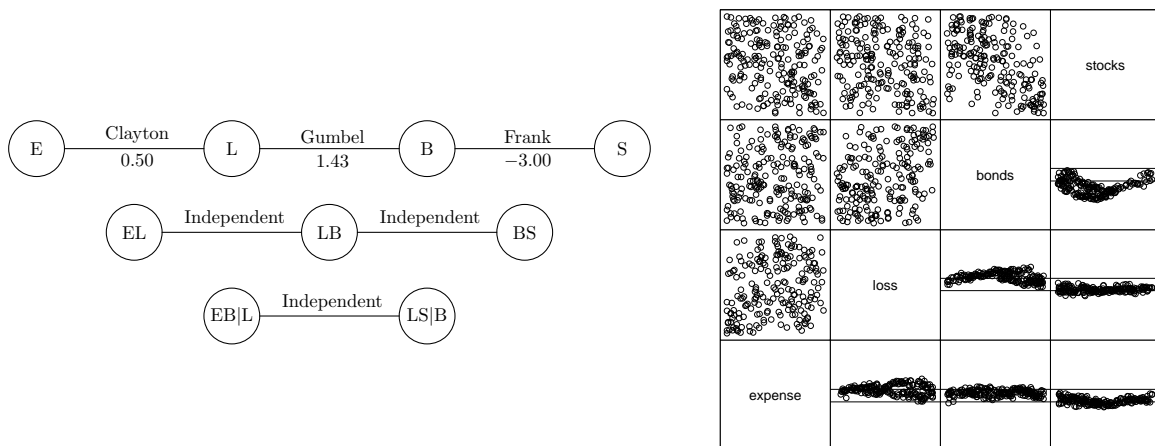 Clayton Gumbel Frank
E L B S
0.50 1.43 −3.00
Independent Independent
EL LB BS
Independent
EB|L LS|B
stocks
bonds
loss
expense